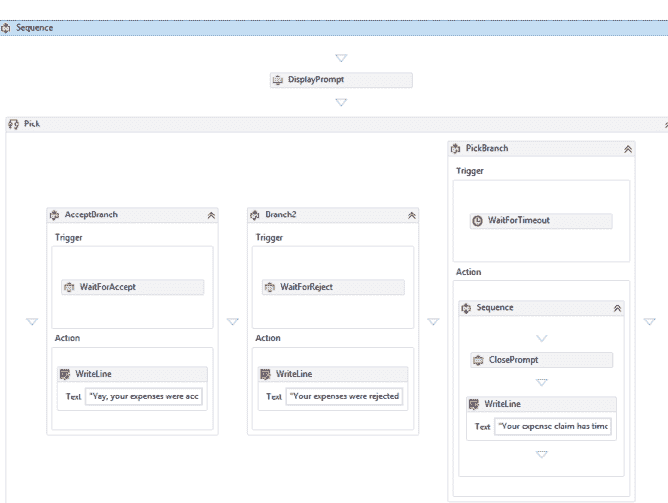 Sequence
DisplayPrompt
Pick
AcceptBranch
Trigger
WaitForAccept
Action
WriteLine
Text "Yay, your expenses were acc
Branch2
Trigger
WaitForReject
Action
WriteLine
Text "Your expenses were rejected
PickBranch
Trigger
WaitForTimeout
Action
Sequence
ClosePrompt
WriteLine
Text "Your expense claim has time